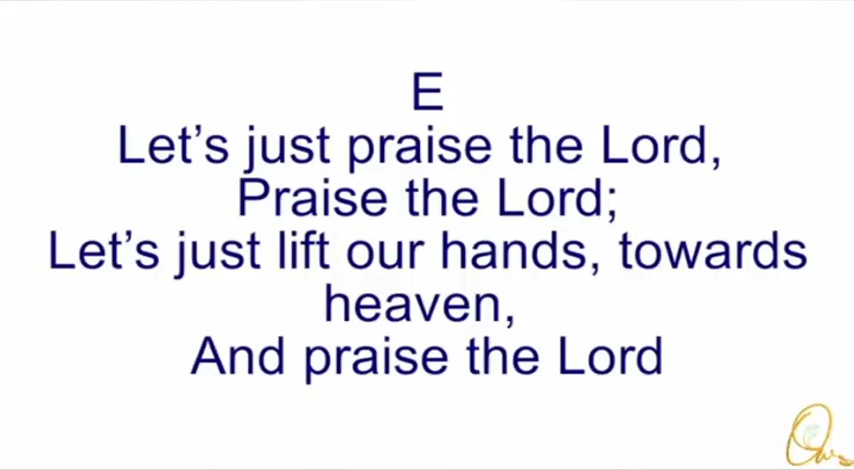 E
Let's just praise the Lord,
Praise the Lord;
Let's just lift our hands, towards
heaven,
And praise the Lord